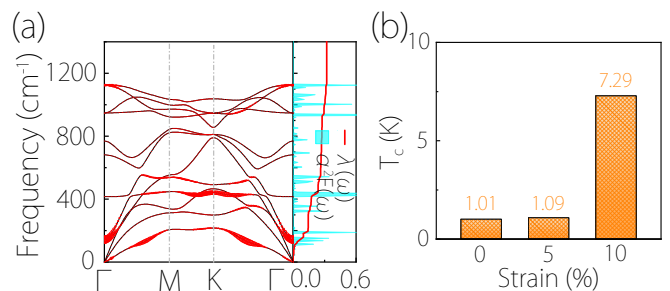 (a)
Frequency (cm⁻¹)
1200
800
400
0
Γ
M
K
Γ
0.0
0.6
λ(ω)
α²F(ω)
(b)
T_c (K)
10
5
0
1.01
1.09
7.29
0
5
10
Strain (%)